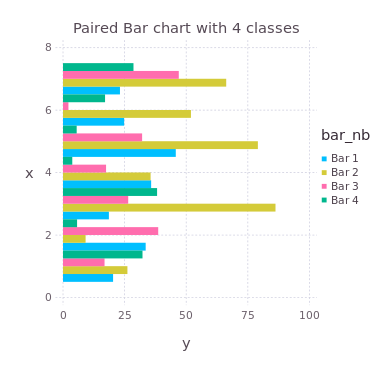 Paired Bar chart with 4 classes
8
6
x
4
2
0
0 25 50 75 100
y
bar_nb
Bar 1
Bar 2
Bar 3
Bar 4